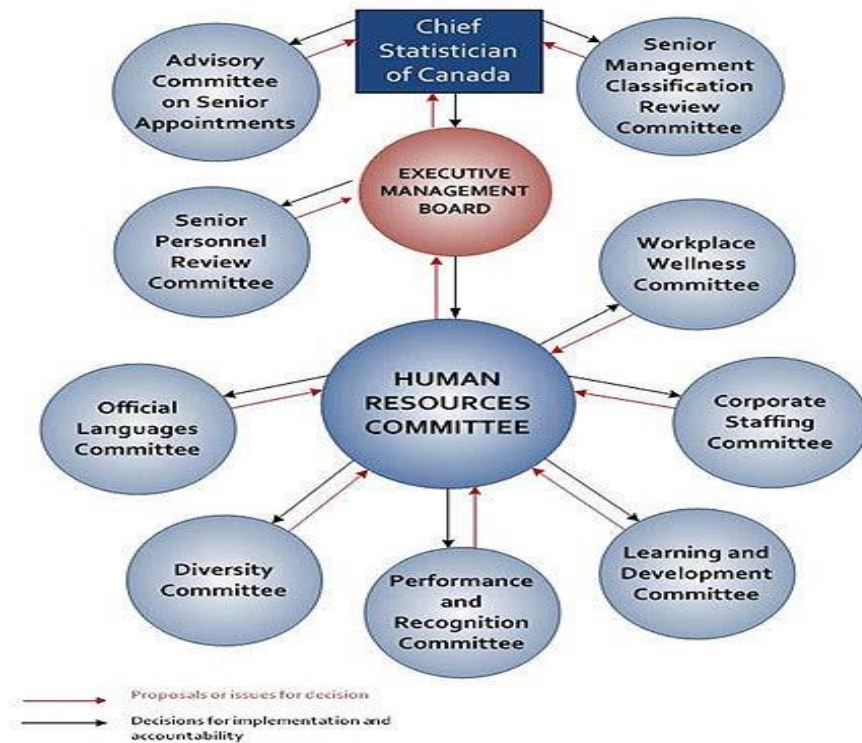 Chief
Statistician
of Canada
Advisory
Committee
on Senior
Appointments
Senior
Management
Classification
Review
Committee
EXECUTIVE
MANAGEMENT
BOARD
Senior
Personnel
Review
Committee
Workplace
Wellness
Committee
HUMAN
RESOURCES
COMMITTEE
Official
Languages
Committee
Corporate
Staffing
Committee
Diversity
Committee
Performance
and
Recognition
Committee
Learning and
Development
Committee
Proposals or issues for decision
Decisions for implementation and
accountability